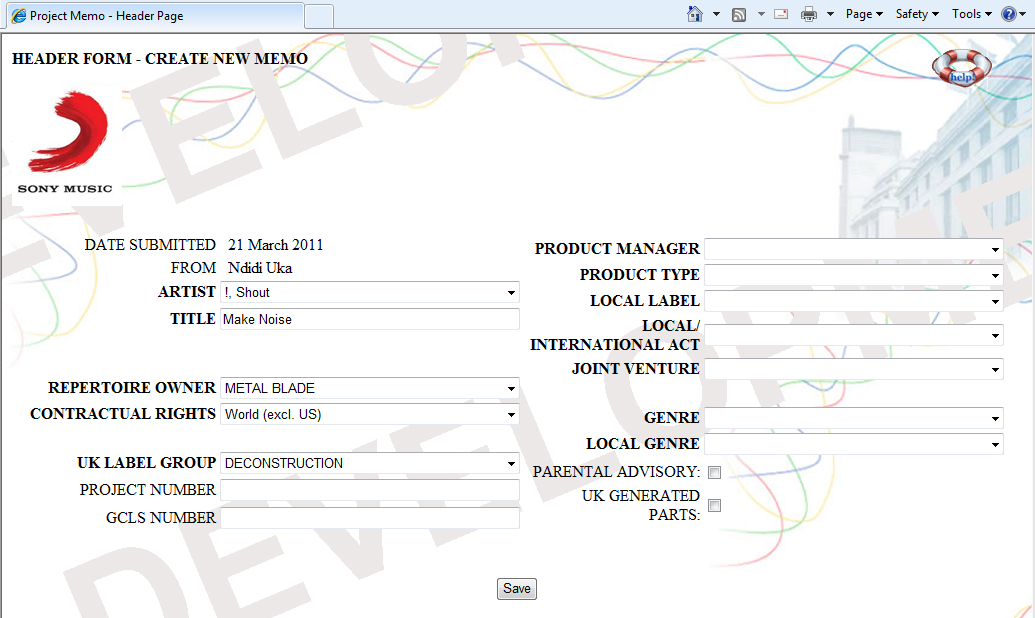 Project Memo - Header Page
Page
Safety
Tools
HEADER FORM - CREATE NEW MEMO
help!
SONY MUSIC
DATE SUBMITTED 21 March 2011
FROM Ndidi Uka
ARTIST !, Shout
TITLE Make Noise
REPERTOIRE OWNER METAL BLADE
CONTRACTUAL RIGHTS World (excl. US)
UK LABEL GROUP DECONSTRUCTION
PROJECT NUMBER
GCLS NUMBER
PRODUCT MANAGER
PRODUCT TYPE
LOCAL LABEL
LOCAL/
INTERNATIONAL ACT
JOINT VENTURE
GENRE
LOCAL GENRE
PARENTAL ADVISORY:
UK GENERATED
PARTS:
Save